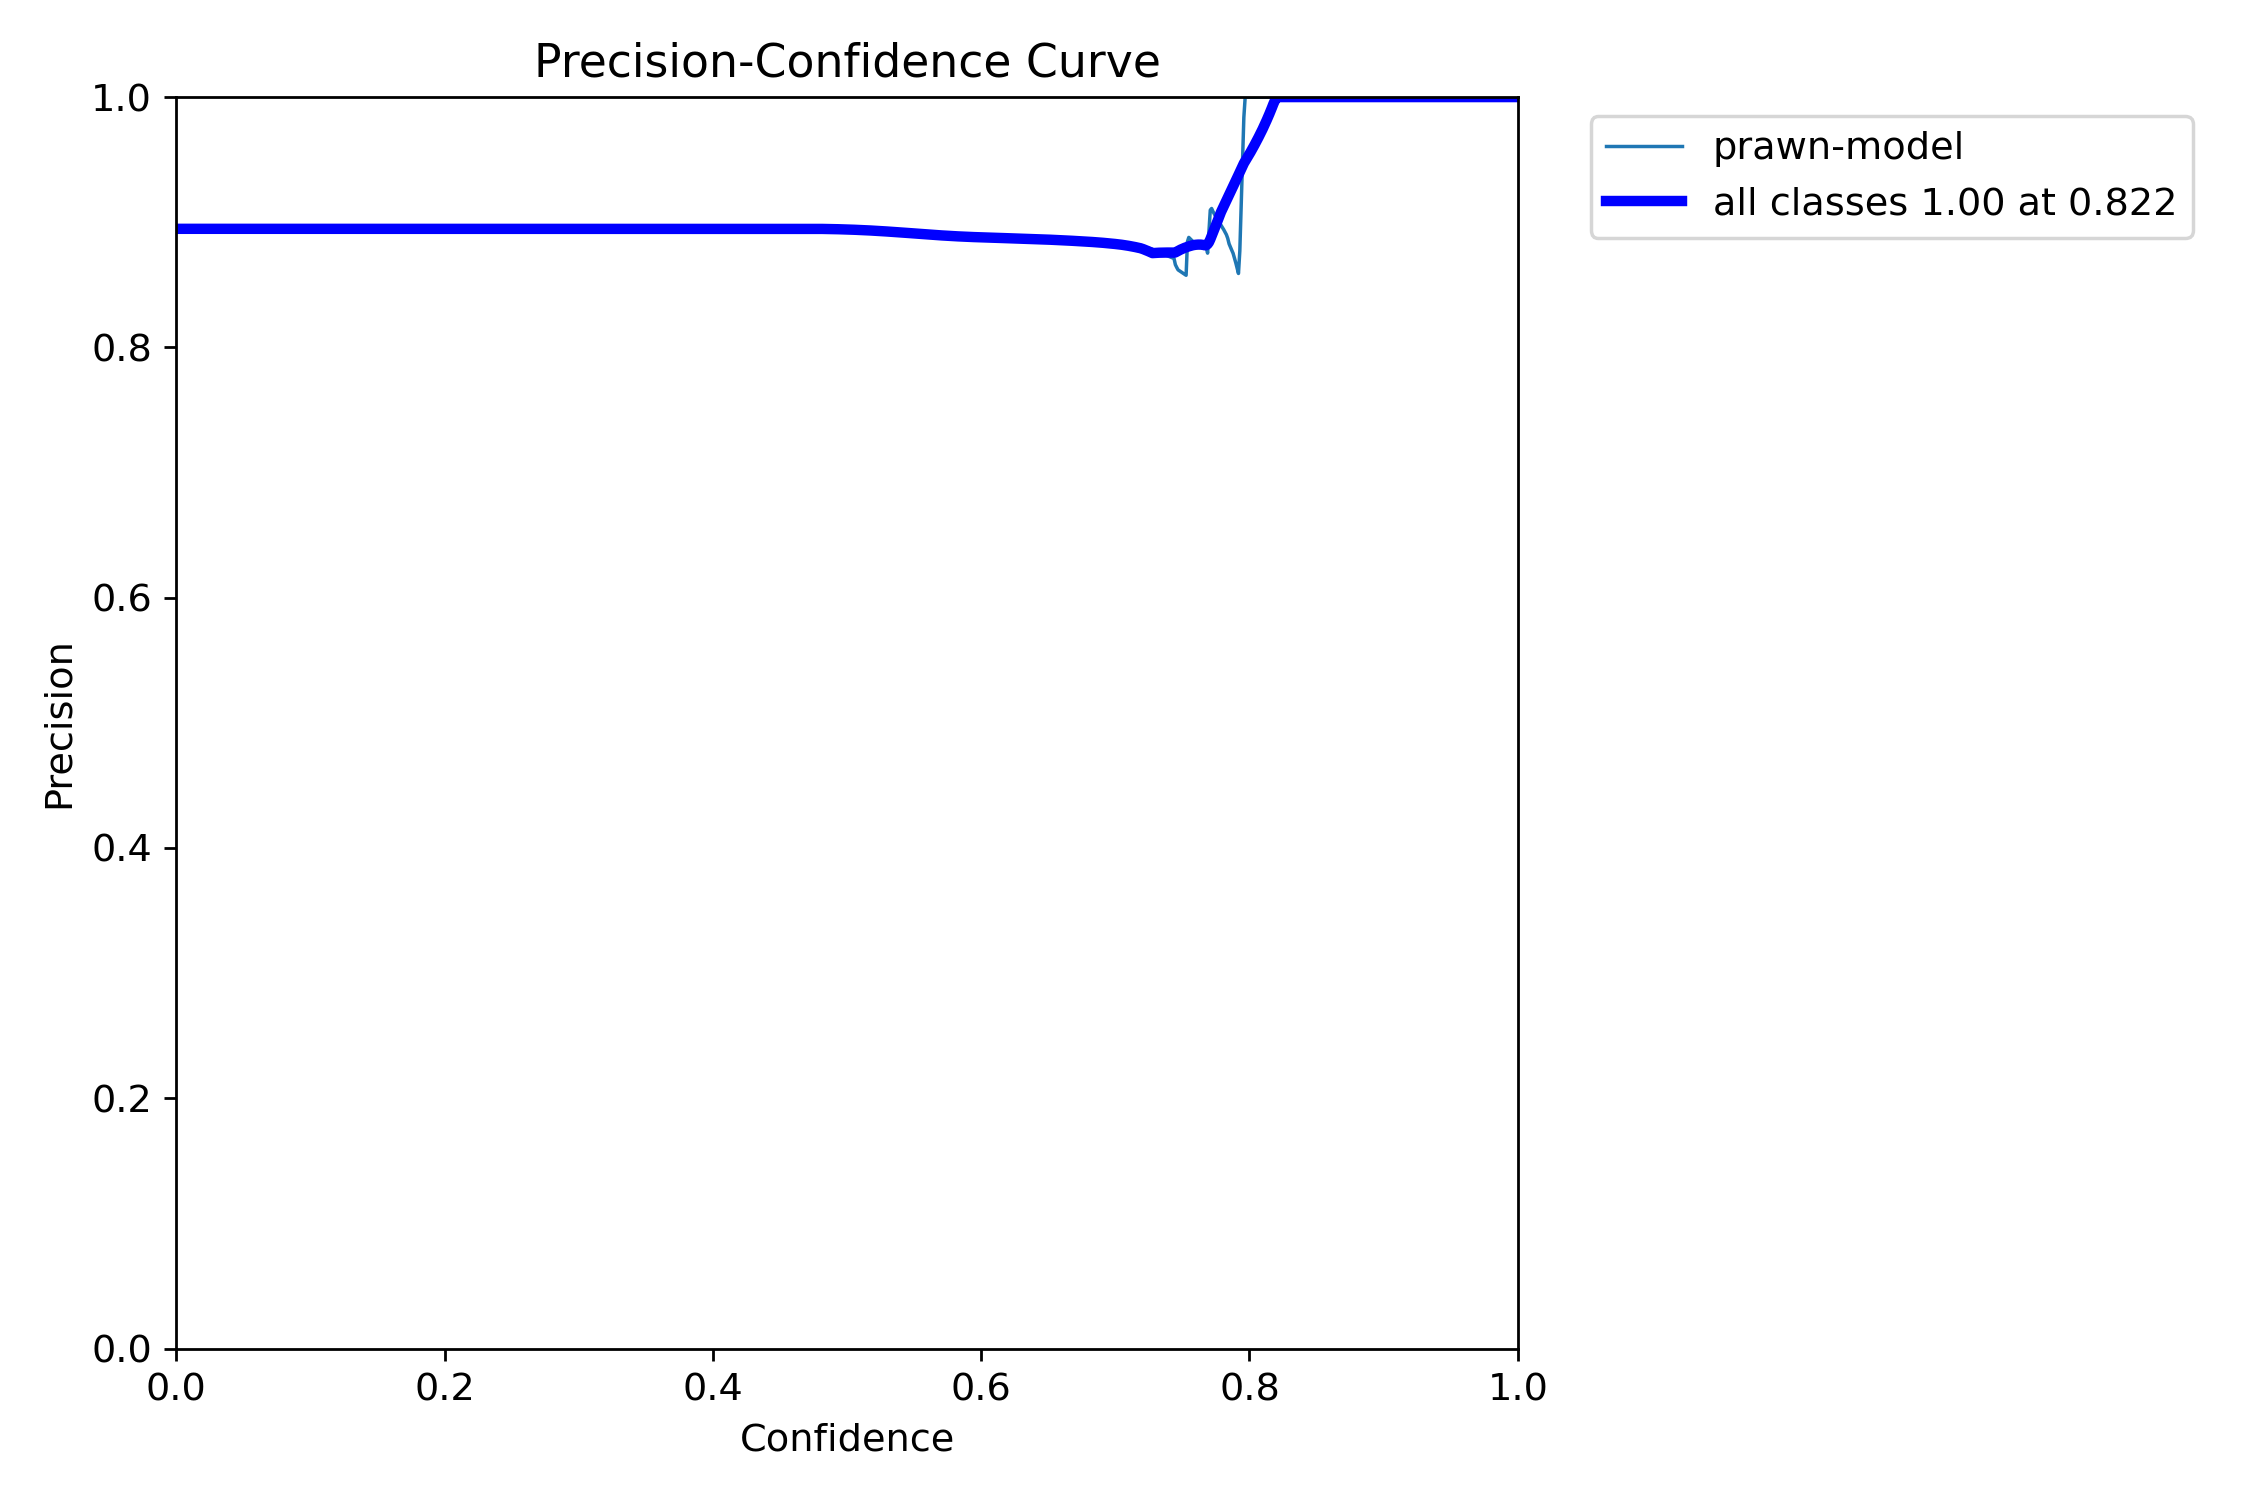 Precision-Confidence Curve
1.0
0.8
0.6
0.4
0.2
0.0
Precision
0.0 0.2 0.4 0.6 0.8 1.0
Confidence
prawn-model
all classes 1.00 at 0.822